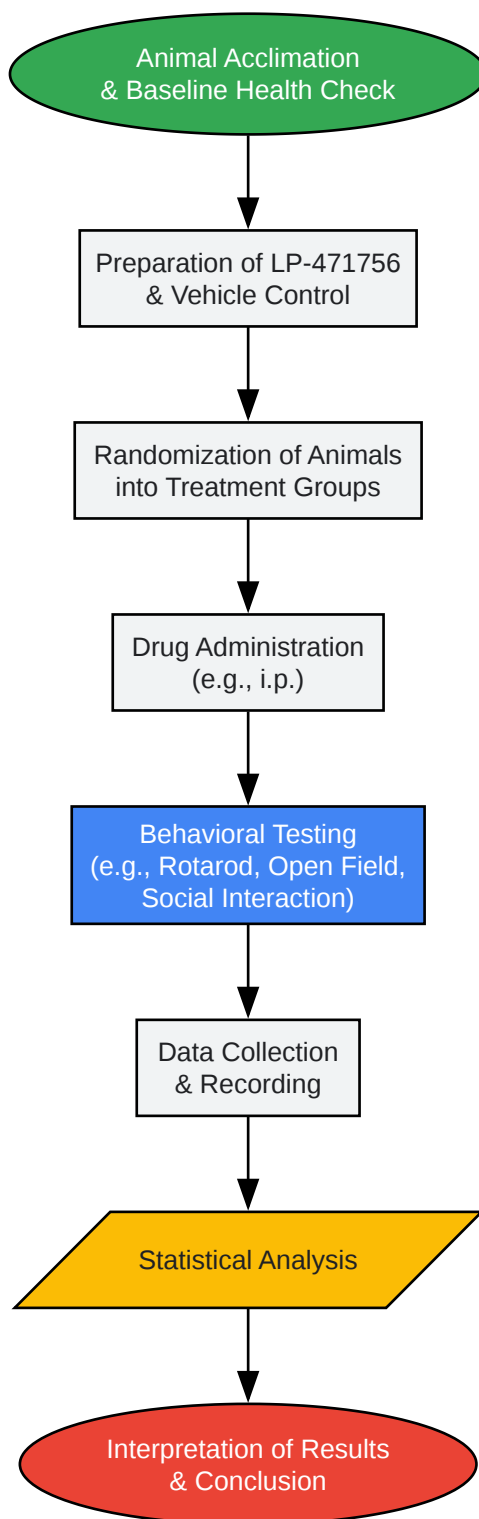 Animal Acclimation
& Baseline Health Check
Preparation of LP-471756
& Vehicle Control
Randomization of Animals
into Treatment Groups
Drug Administration
(e.g., i.p.)
Behavioral Testing
(e.g., Rotarod, Open Field,
Social Interaction)
Data Collection
& Recording
Statistical Analysis
Interpretation of Results
& Conclusion